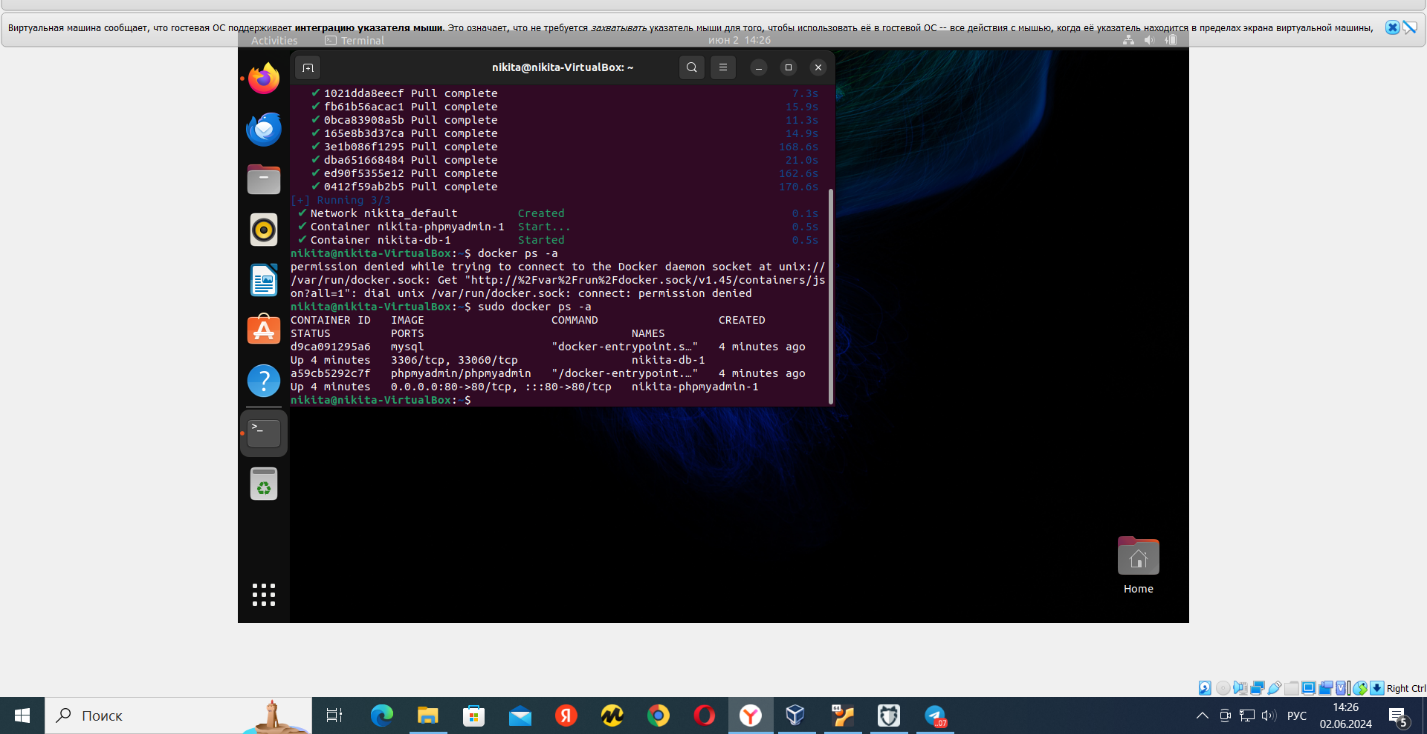 Виртуальная машина сообщает, что гостевая ОС поддерживает интеграцию указателя мыши. Это означает, что не требуется захватывать указатель мыши для того, чтобы использовать её в гостевой ОС -- все действия с мышью, когда её указатель находится в пределах экрана виртуальной машины,
Activities Terminal июн 2 14:26
nikita@nikita-VirtualBox: ~
✔ 1021dda8eecf Pull complete 7.3s
✔ fb61b56acac1 Pull complete 15.9s
✔ 0bca83908a5b Pull complete 11.3s
✔ 165e8b3d37ca Pull complete 14.9s
✔ 3e1b086f1295 Pull complete 160.6s
✔ dba651668484 Pull complete 21.0s
✔ ed90f5355e12 Pull complete 162.6s
✔ 0412f59ab2b5 Pull complete 170.6s
[+] Running 3/3
✔ Network nikita_default Created 0.1s
✔ Container nikita-phpmyadmin-1 Start... 0.5s
✔ Container nikita-db-1 Started 0.5s
nikita@nikita-VirtualBox:~$ docker ps -a
permission denied while trying to connect to the Docker daemon socket at unix://
/var/run/docker.sock: Get "http://%2Fvar%2Frun%2Fdocker.sock/v1.45/containers/js
on?all=1": dial unix /var/run/docker.sock: connect: permission denied
nikita@nikita-VirtualBox:~$ sudo docker ps -a
CONTAINER ID IMAGE COMMAND CREATED
STATUS PORTS NAMES
d9ca091295a6 mysql "docker-entrypoint.s…" 4 minutes ago
Up 4 minutes 3306/tcp, 33060/tcp nikita-db-1
a59cb5292c7f phpmyadmin/phpmyadmin "/docker-entrypoint.…" 4 minutes ago
Up 4 minutes 0.0.0.0:80->80/tcp, :::80->80/tcp nikita-phpmyadmin-1
nikita@nikita-VirtualBox:~$
Home
Right Ctrl
Поиск
РУС
14:26
02.06.2024
5